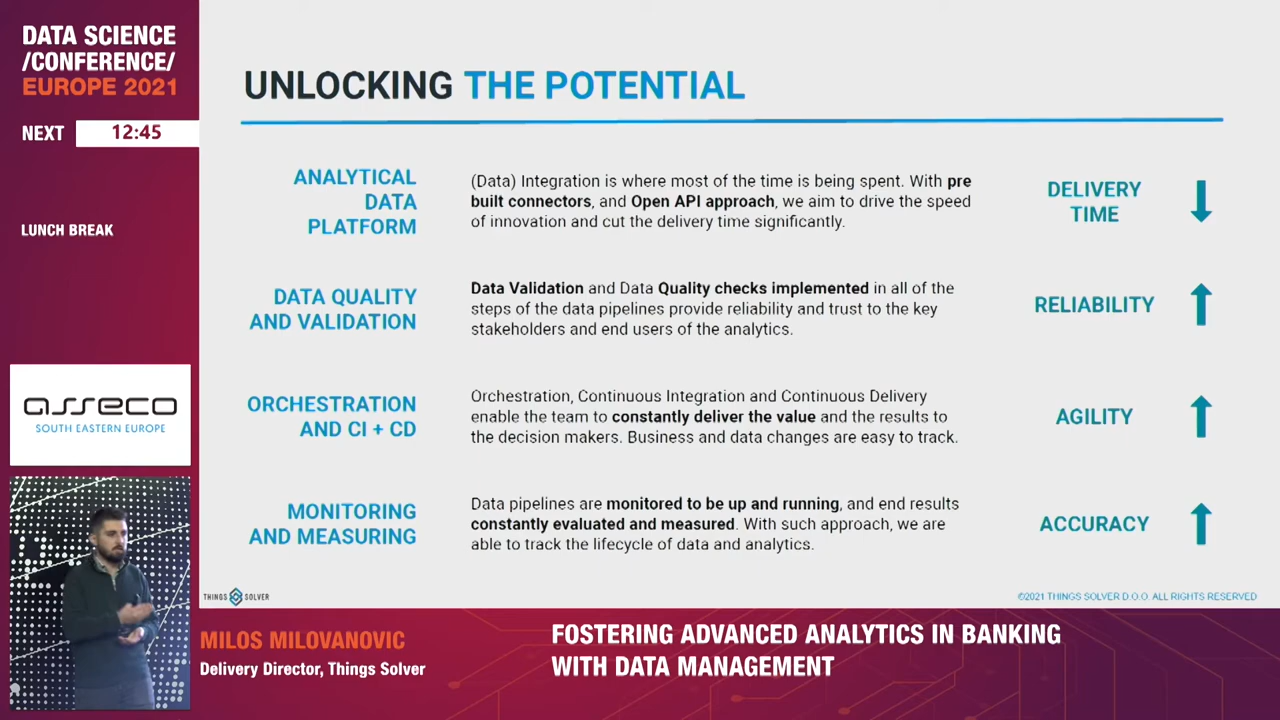 DATA SCIENCE
/CONFERENCE/
EUROPE 2021
NEXT 12:45
LUNCH BREAK
asseco
SOUTH EASTERN EUROPE
UNLOCKING THE POTENTIAL
ANALYTICAL
DATA
PLATFORM
(Data) Integration is where most of the time is being spent. With pre
built connectors, and Open API approach, we aim to drive the speed
of innovation and cut the delivery time significantly.
DELIVERY
TIME
DATA QUALITY
AND VALIDATION
Data Validation and Data Quality checks implemented in all of the
steps of the data pipelines provide reliability and trust to the key
stakeholders and end users of the analytics.
RELIABILITY
ORCHESTRATION
AND CI + CD
Orchestration, Continuous Integration and Continuous Delivery
enable the team to constantly deliver the value and the results to
the decision makers. Business and data changes are easy to track.
AGILITY
MONITORING
AND MEASURING
Data pipelines are monitored to be up and running, and end results
constantly evaluated and measured. With such approach, we are
able to track the lifecycle of data and analytics.
ACCURACY
THINGS SOLVER
©2021 THINGS SOLVER D.O.O. ALL RIGHTS RESERVED
MILOS MILOVANOVIC
Delivery Director, Things Solver
FOSTERING ADVANCED ANALYTICS IN BANKING
WITH DATA MANAGEMENT